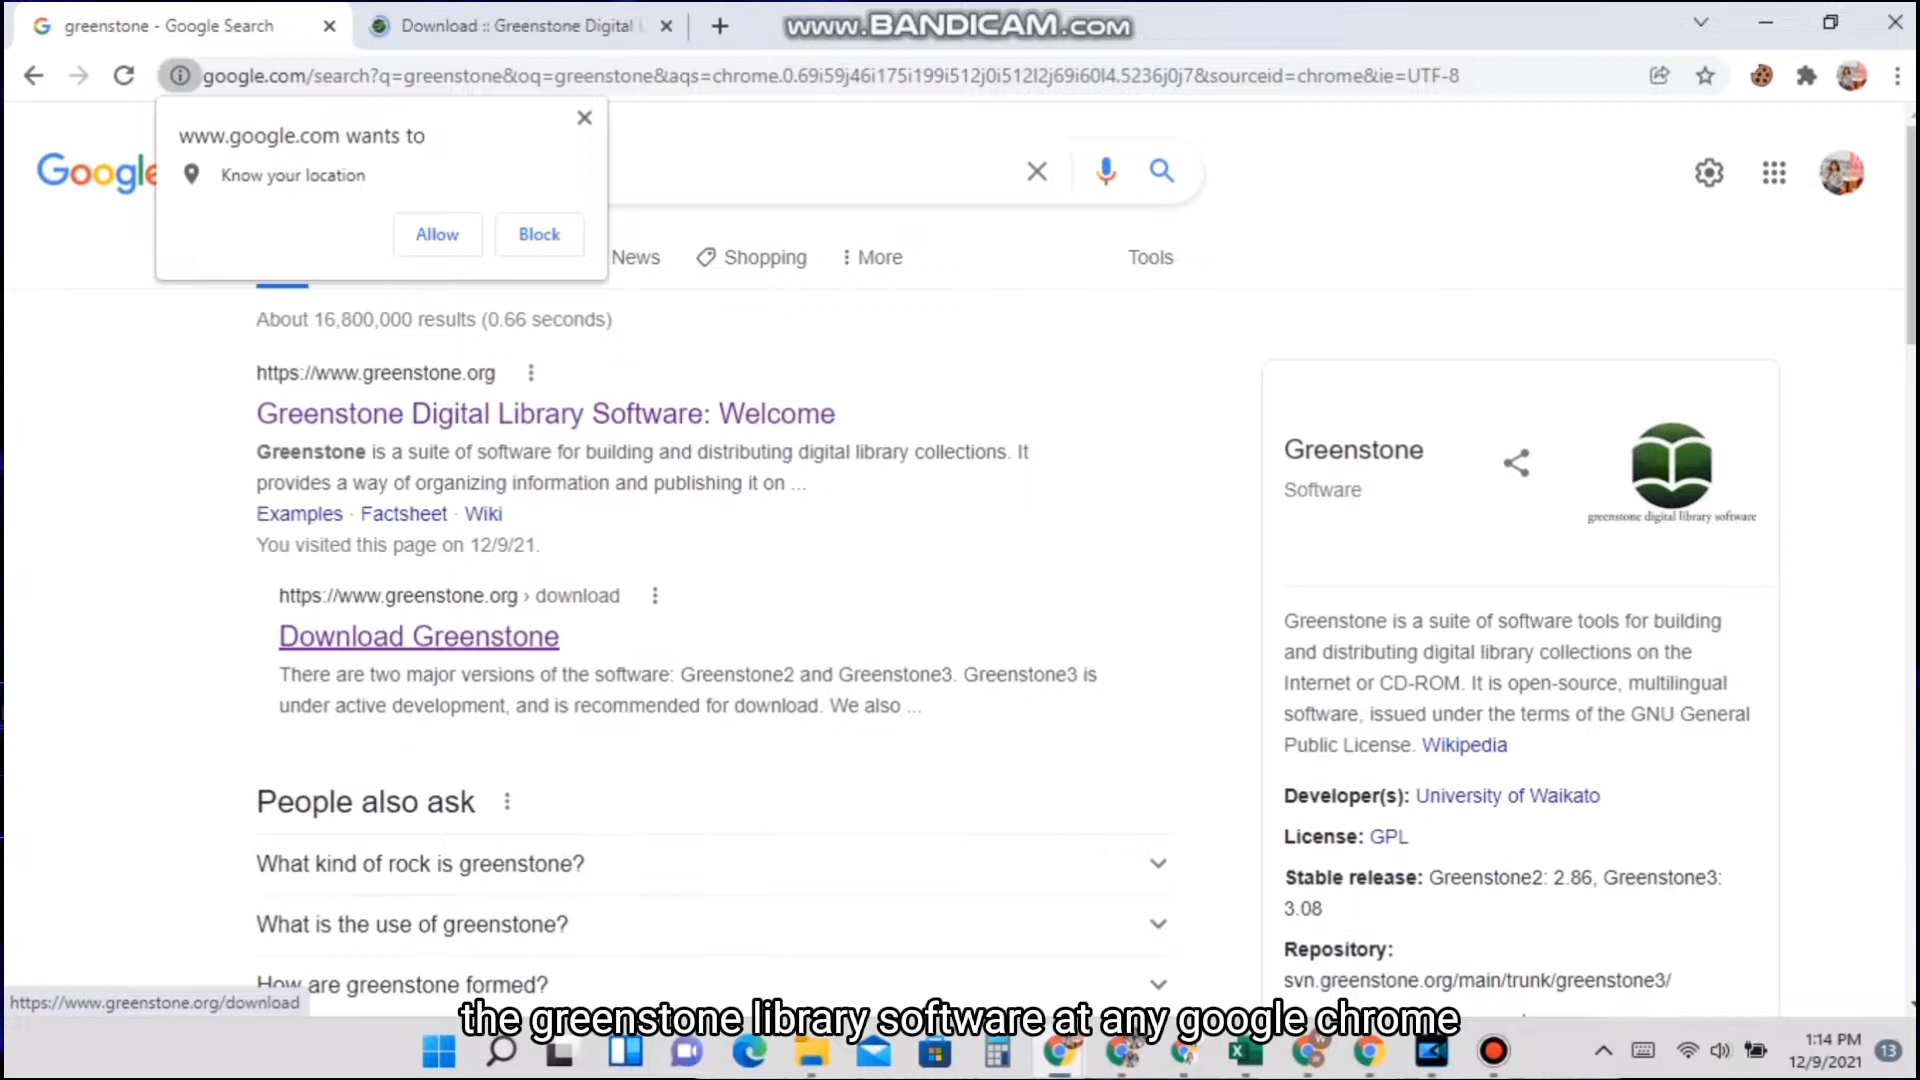 greenstone - Google Search
Download :: Greenstone Digital
www.BANDICAM.com
google.com/search?q=greenstone&oq=greenstone&aqs=chrome.0.69i59j46i175i199i512j0i512l2j69i60l4.5236j0j7&sourceid=chrome&ie=UTF-8
www.google.com wants to
Know your location
Allow
Block
Google
News
Shopping
More
Tools
About 16,800,000 results (0.66 seconds)
https://www.greenstone.org
Greenstone Digital Library Software: Welcome
Greenstone is a suite of software for building and distributing digital library collections. It
provides a way of organizing information and publishing it on ...
Examples · Factsheet · Wiki
You visited this page on 12/9/21.
https://www.greenstone.org › download
Download Greenstone
There are two major versions of the software: Greenstone2 and Greenstone3. Greenstone3 is
under active development, and is recommended for download. We also ...
People also ask
What kind of rock is greenstone?
What is the use of greenstone?
How are greenstone formed?
Greenstone
Software
greenstone digital library software
Greenstone is a suite of software tools for building
and distributing digital library collections on the
Internet or CD-ROM. It is open-source, multilingual
software, issued under the terms of the GNU General
Public License. Wikipedia
Developer(s): University of Waikato
License: GPL
Stable release: Greenstone2: 2.86, Greenstone3:
3.08
Repository:
svn.greenstone.org/main/trunk/greenstone3/
https://www.greenstone.org/download
the greenstone library software at any google chrome
1:14 PM
12/9/2021
13